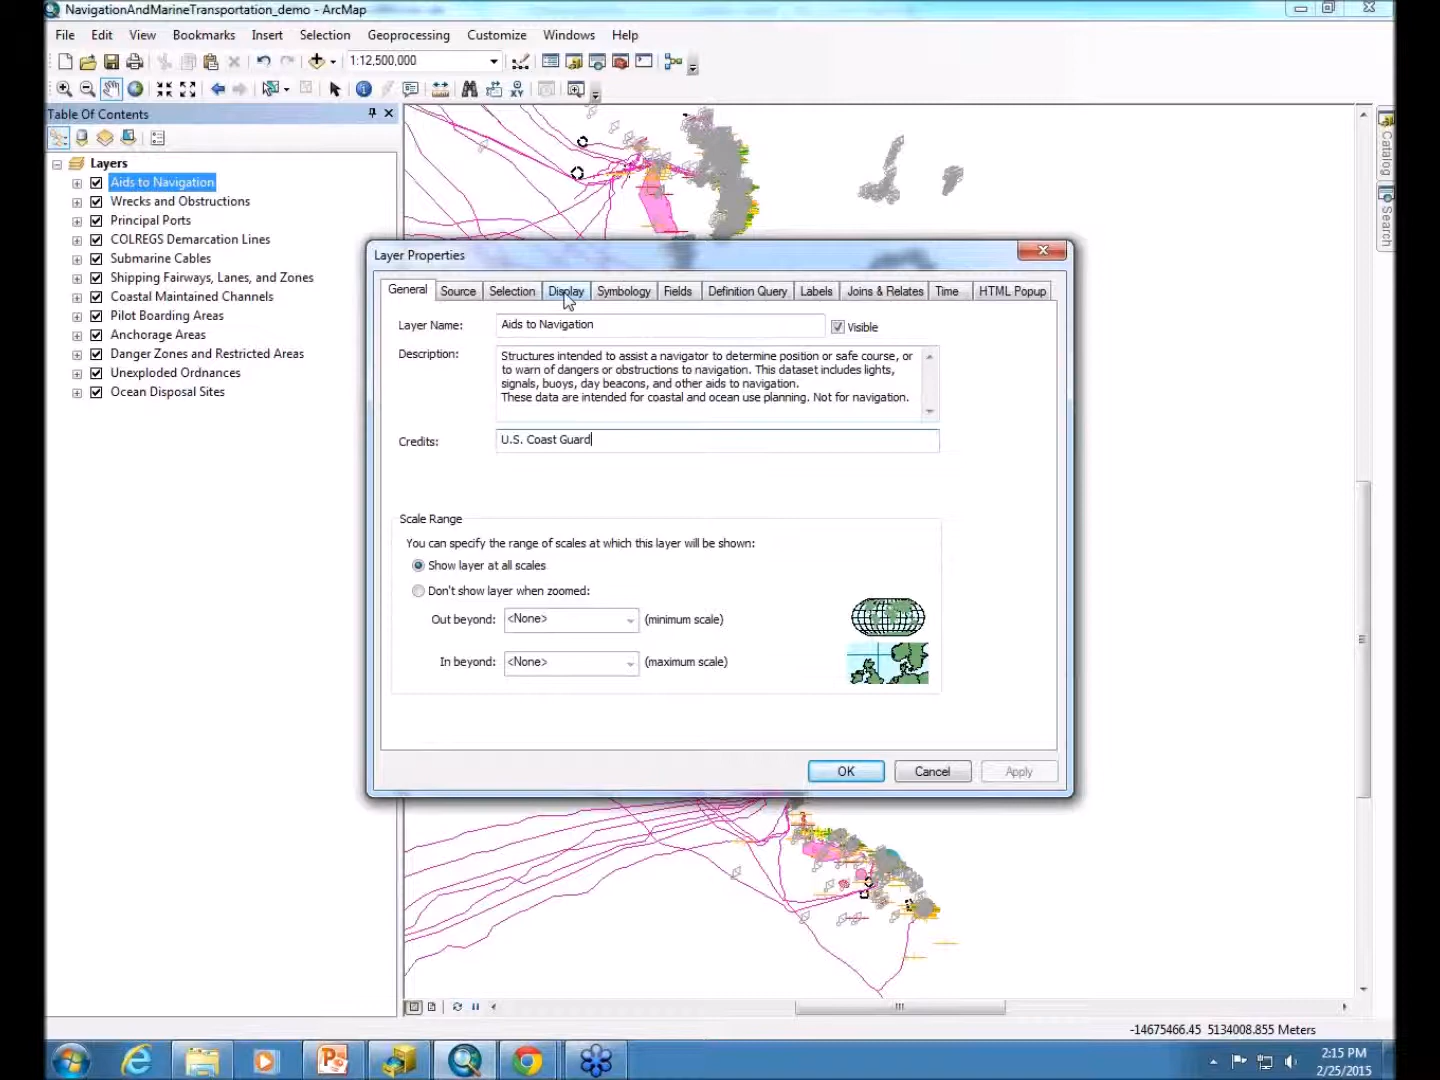 NavigationAndMarineTransportation_demo - ArcMap
File Edit View Bookmarks Insert Selection Geoprocessing Customize Windows Help
1:12,500,000
Table Of Contents
Layers
Aids to Navigation
Wrecks and Obstructions
Principal Ports
COLREGS Demarcation Lines
Submarine Cables
Shipping Fairways, Lanes, and Zones
Coastal Maintained Channels
Pilot Boarding Areas
Anchorage Areas
Danger Zones and Restricted Areas
Unexploded Ordnances
Ocean Disposal Sites
Catalog
Search
Layer Properties
General Source Selection Display Symbology Fields Definition Query Labels Joins & Relates Time HTML Popup
Layer Name: Aids to Navigation Visible
Description: Structures intended to assist a navigator to determine position or safe course, or
to warn of dangers or obstructions to navigation. This dataset includes lights,
signals, buoys, day beacons, and other aids to navigation.
These data are intended for coastal and ocean use planning. Not for navigation.
Credits: U.S. Coast Guard
Scale Range
You can specify the range of scales at which this layer will be shown:
Show layer at all scales
Don't show layer when zoomed:
Out beyond: <None> (minimum scale)
In beyond: <None> (maximum scale)
OK Cancel Apply
-14675466.45 5134008.855 Meters
2:15 PM
2/25/2015